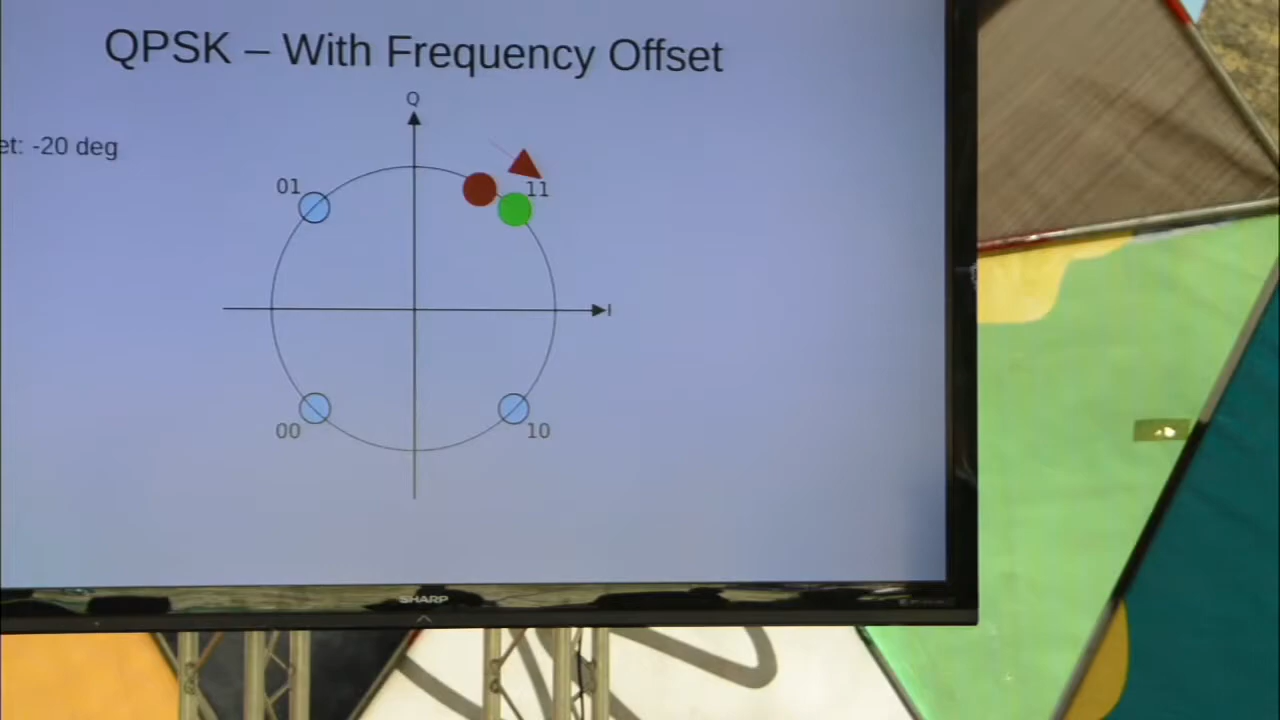 QPSK – With Frequency Offset
Q
et: -20 deg
01
11
I
00
10
SHARP